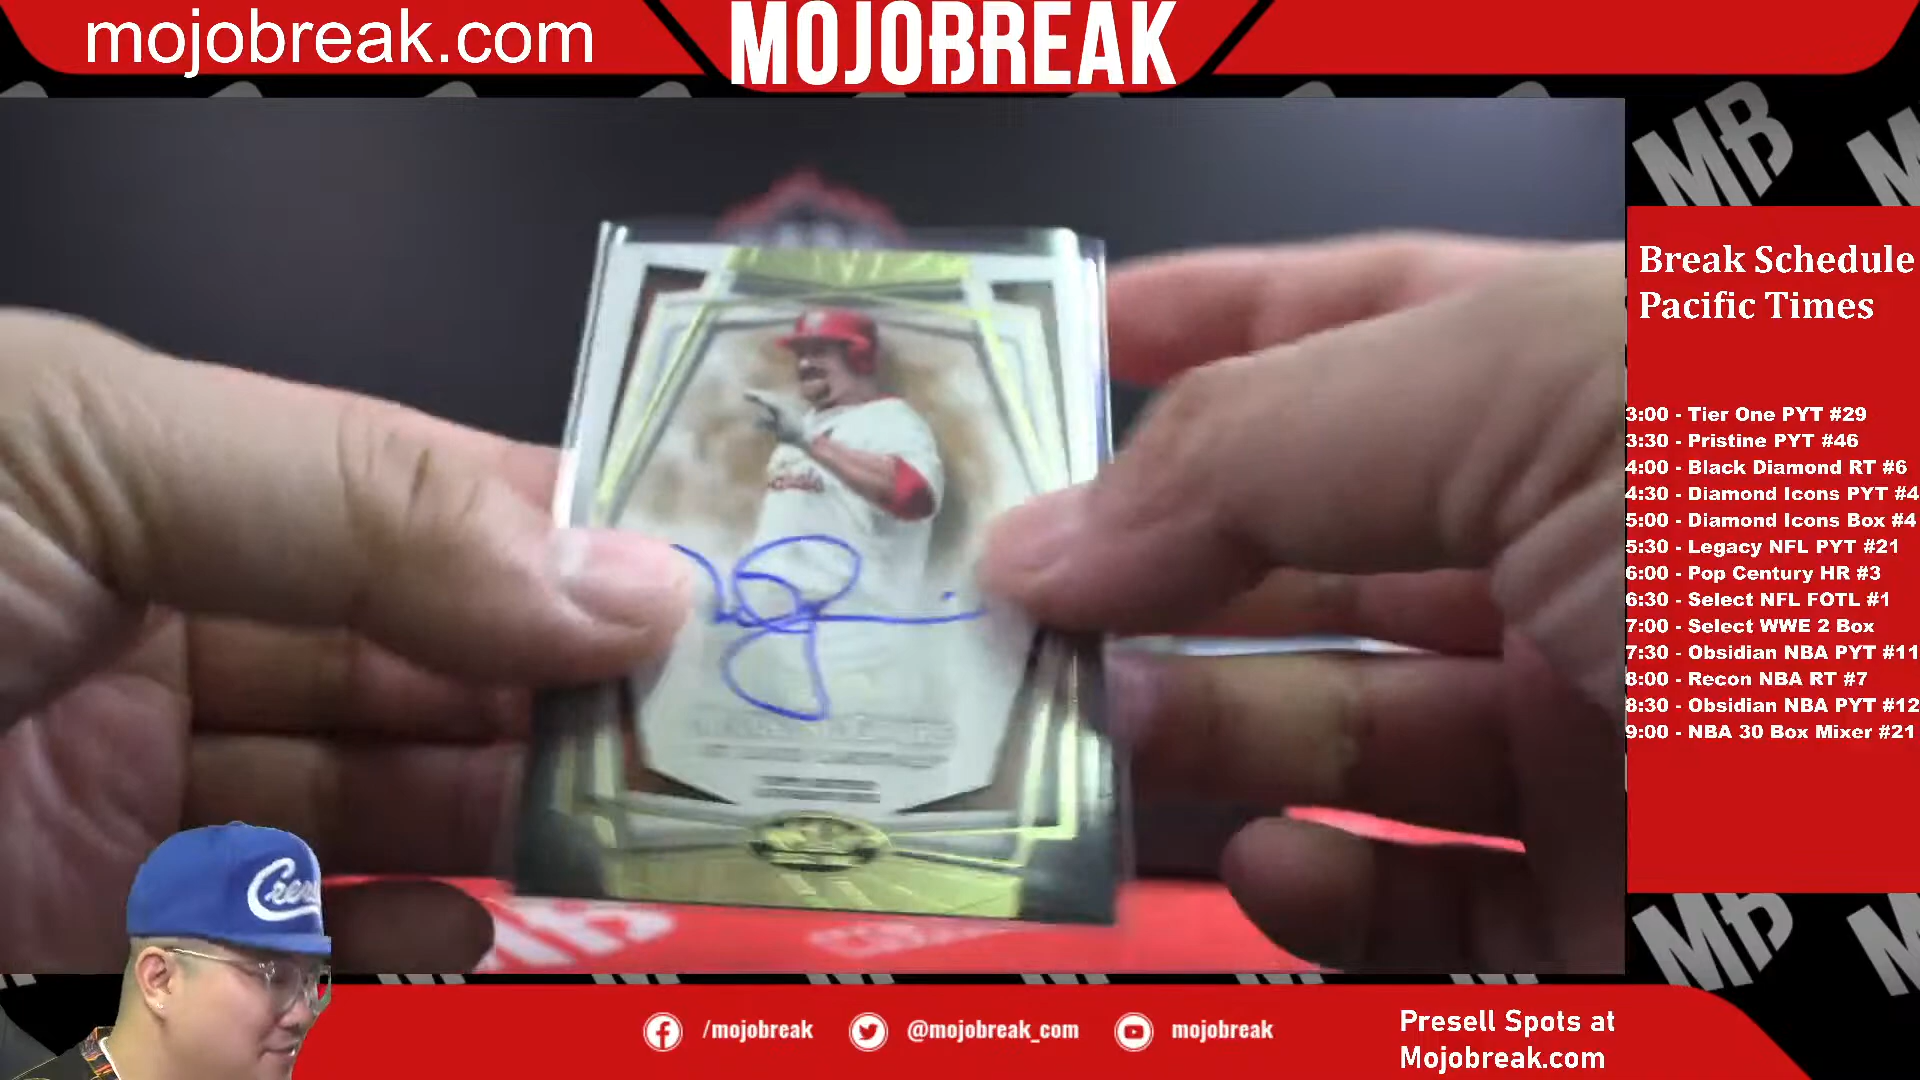 mojobreak.com
MOJOBREAK
MB
Break Schedule
Pacific Times
3:00 - Tier One PYT #29
3:30 - Pristine PYT #46
4:00 - Black Diamond RT #6
4:30 - Diamond Icons PYT #4
5:00 - Diamond Icons Box #4
5:30 - Legacy NFL PYT #21
6:00 - Pop Century HR #3
6:30 - Select NFL FOTL #1
7:00 - Select WWE 2 Box
7:30 - Obsidian NBA PYT #11
8:00 - Recon NBA RT #7
8:30 - Obsidian NBA PYT #12
9:00 - NBA 30 Box Mixer #21
MB
/mojobreak
@mojobreak_com
mojobreak
Presell Spots at
Mojobreak.com